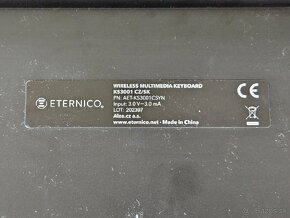 ETERNICO
WIRELESS MULTIMEDIA KEYBOARD
KS3001 CZ/SK
PN: AET-KS3001CSYN
Input: 3.0 V⎓3.0 mA
LOT: 202307
Alza.cz a.s.
www.eternico.net - Made in China
CE